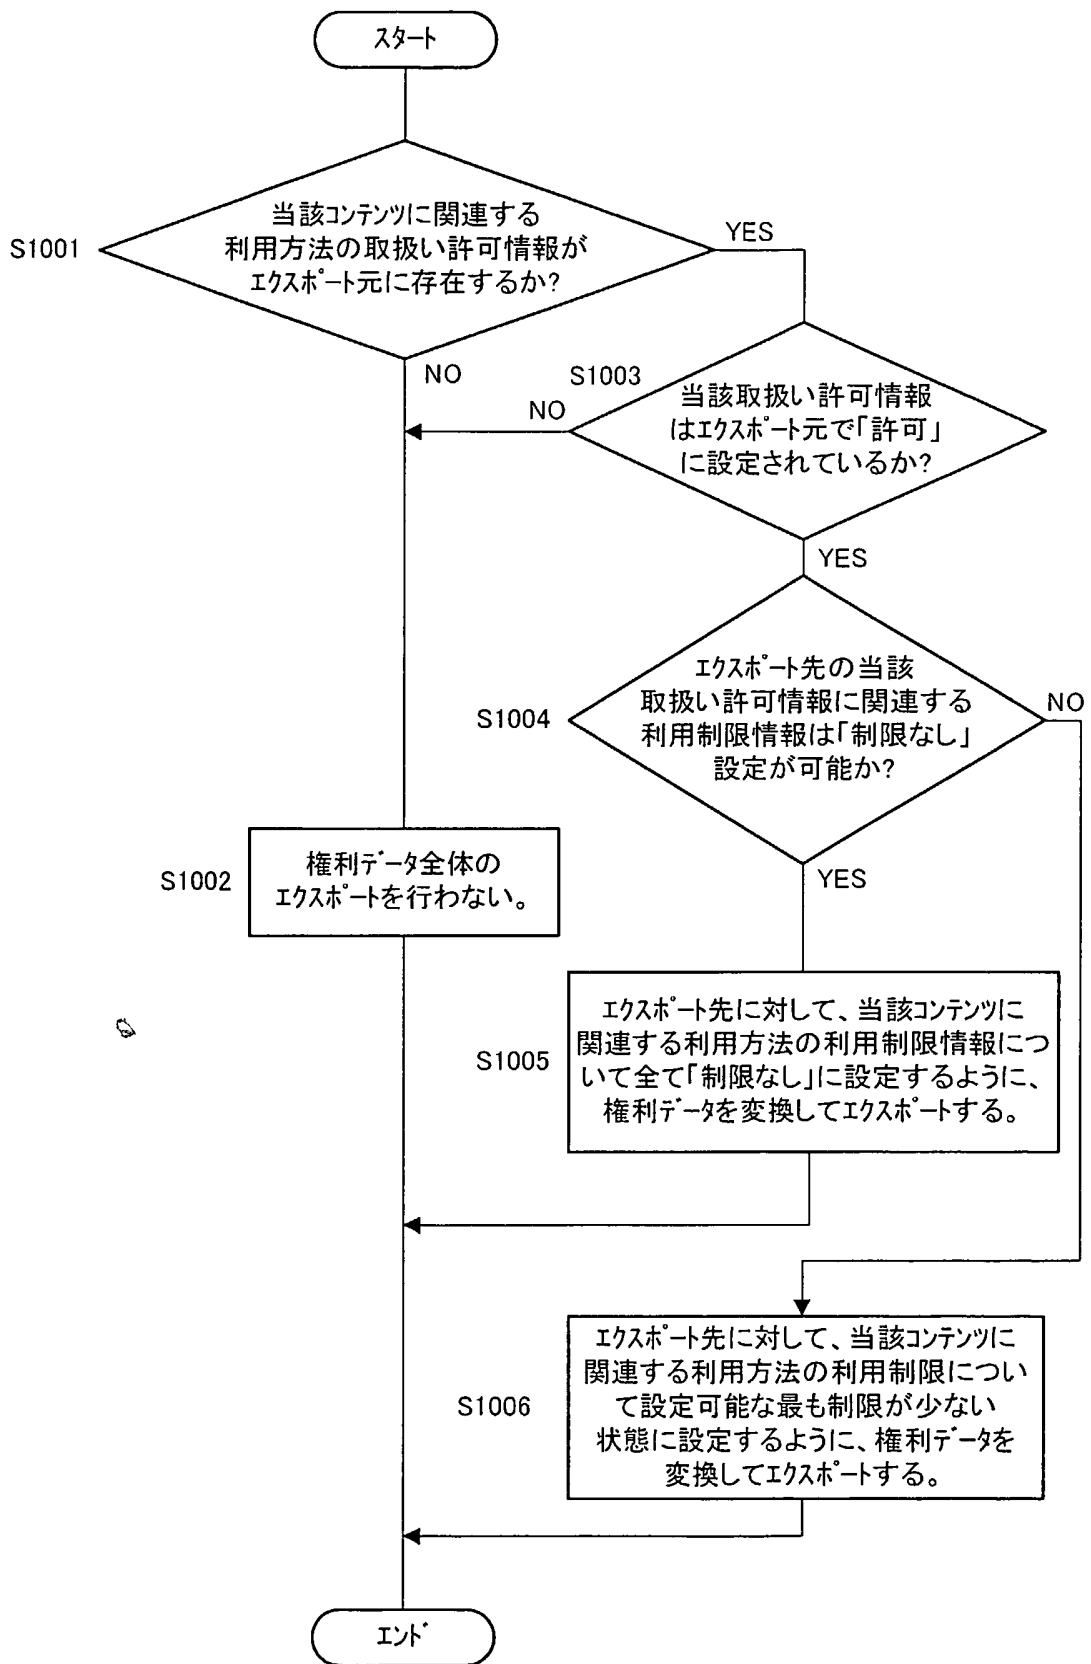 スタート
当該コンテンツに関連する
利用方法の取扱い許可情報が
エクスポート元に存在するか?
S1001
YES
NO
S1003
当該取扱い許可情報
はエクスポート元で「許可」
に設定されているか?
NO
YES
エクスポート先の当該
取扱い許可情報に関連する
利用制限情報は「制限なし」
設定が可能か?
S1004
NO
YES
S1002
権利データ全体の
エクスポートを行わない。
S1005
エクスポート先に対して、当該コンテンツに
関連する利用方法の利用制限情報につ
いて全て「制限なし」に設定するように、
権利データを変換してエクスポートする。
S1006
エクスポート先に対して、当該コンテンツに
関連する利用方法の利用制限につい
て設定可能な最も制限が少ない
状態に設定するように、権利データを
変換してエクスポートする。
エンド